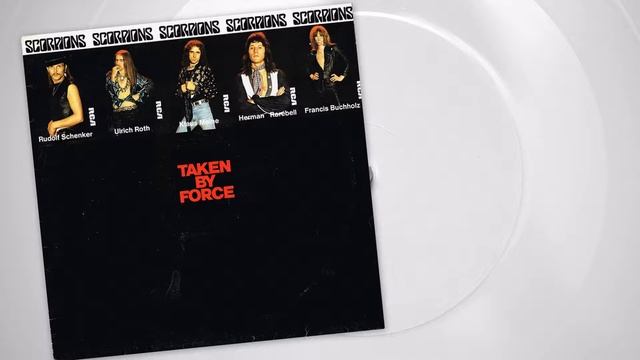 SCORPIONS SCORPIONS SCORPIONS SCORPIONS SCORPIONS
RCA RCA RCA RCA RCA
Rudolf Schenker Ulrich Roth Klaus Meine Herman Rarebell Francis Buchholz
TAKEN
BY
FORCE